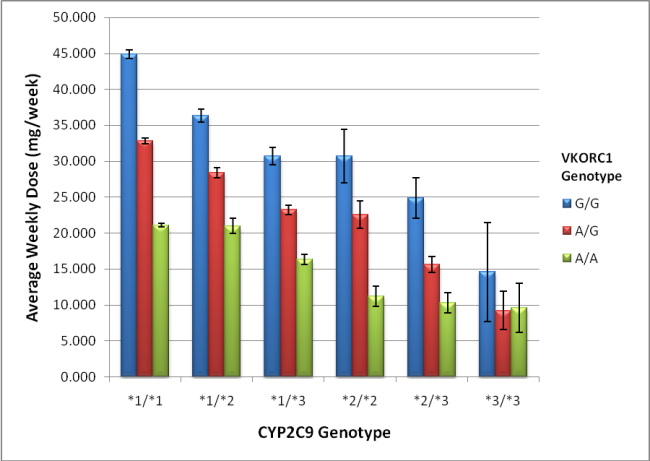 50.000
45.000
40.000
35.000
30.000
25.000
20.000
15.000
10.000
5.000
0.000
Average Weekly Dose (mg/week)
*1/*1 *1/*2 *1/*3 *2/*2 *2/*3 *3/*3
CYP2C9 Genotype
VKORC1
Genotype
G/G
A/G
A/A